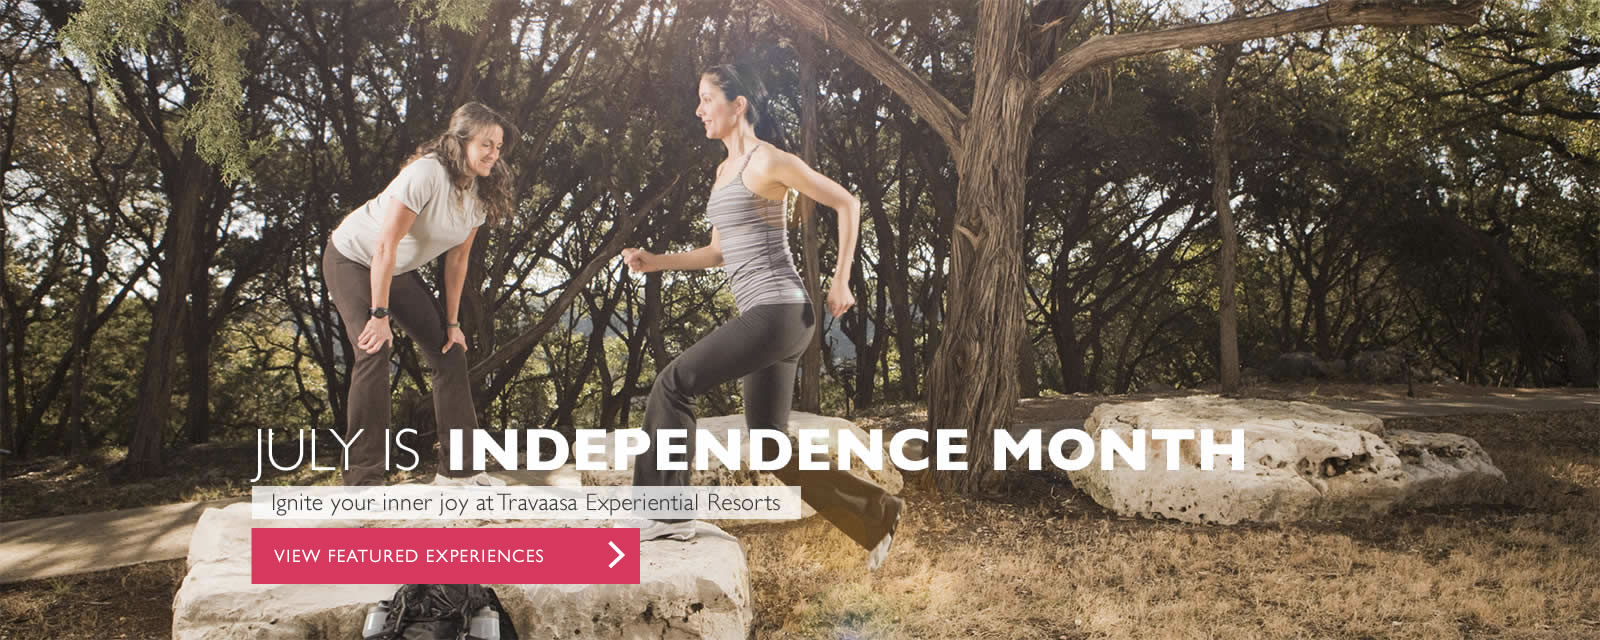 JULY IS INDEPENDENCE MONTH
Ignite your inner joy at Travaasa Experiential Resorts
VIEW FEATURED EXPERIENCES